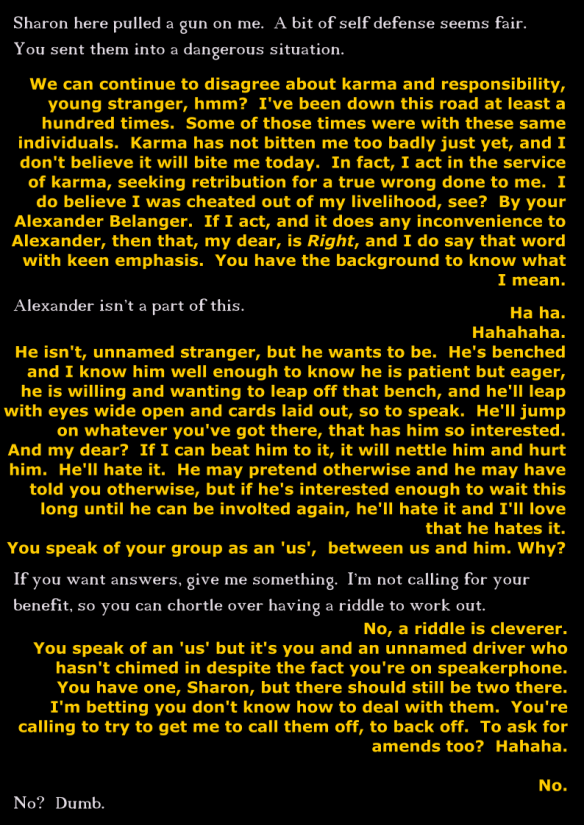 Sharon here pulled a gun on me.  A bit of self defense seems fair.
You sent them into a dangerous situation.
We can continue to disagree about karma and responsibility,
young stranger, hmm?  I've been down this road at least a
hundred times.  Some of those times were with these same
individuals.  Karma has not bitten me too badly just yet, and I
don't believe it will bite me today.  In fact, I act in the service
of karma, seeking retribution for a true wrong done to me.  I
do believe I was cheated out of my livelihood, see?  By your
Alexander Belanger.  If I act, and it does any inconvenience to
Alexander, then that, my dear, is Right, and I do say that word
with keen emphasis.  You have the background to know what
I mean.
Alexander isn't a part of this.
Ha ha.
Hahahaha.
He isn't, unnamed stranger, but he wants to be.  He's benched
and I know him well enough to know he is patient but eager,
he is willing and wanting to leap off that bench, and he'll leap
with eyes wide open and cards laid out, so to speak.  He'll jump
on whatever you've got there, that has him so interested.
And my dear?  If I can beat him to it, it will nettle him and hurt
him.  He'll hate it.  He may pretend otherwise and he may have
told you otherwise, but if he's interested enough to wait this
long until he can be involted again, he'll hate it and I'll love
that he hates it.
You speak of your group as an 'us',  between us and him. Why?
If you want answers, give me something.  I'm not calling for your
benefit, so you can chortle over having a riddle to work out.
No, a riddle is cleverer.
You speak of an 'us' but it's you and an unnamed driver who
hasn't chimed in despite the fact you're on speakerphone.
You have one, Sharon, but there should still be two there.
I'm betting you don't know how to deal with them.  You're
calling to try to get me to call them off, to back off.  To ask for
amends too?  Hahaha.
No.
No?  Dumb.